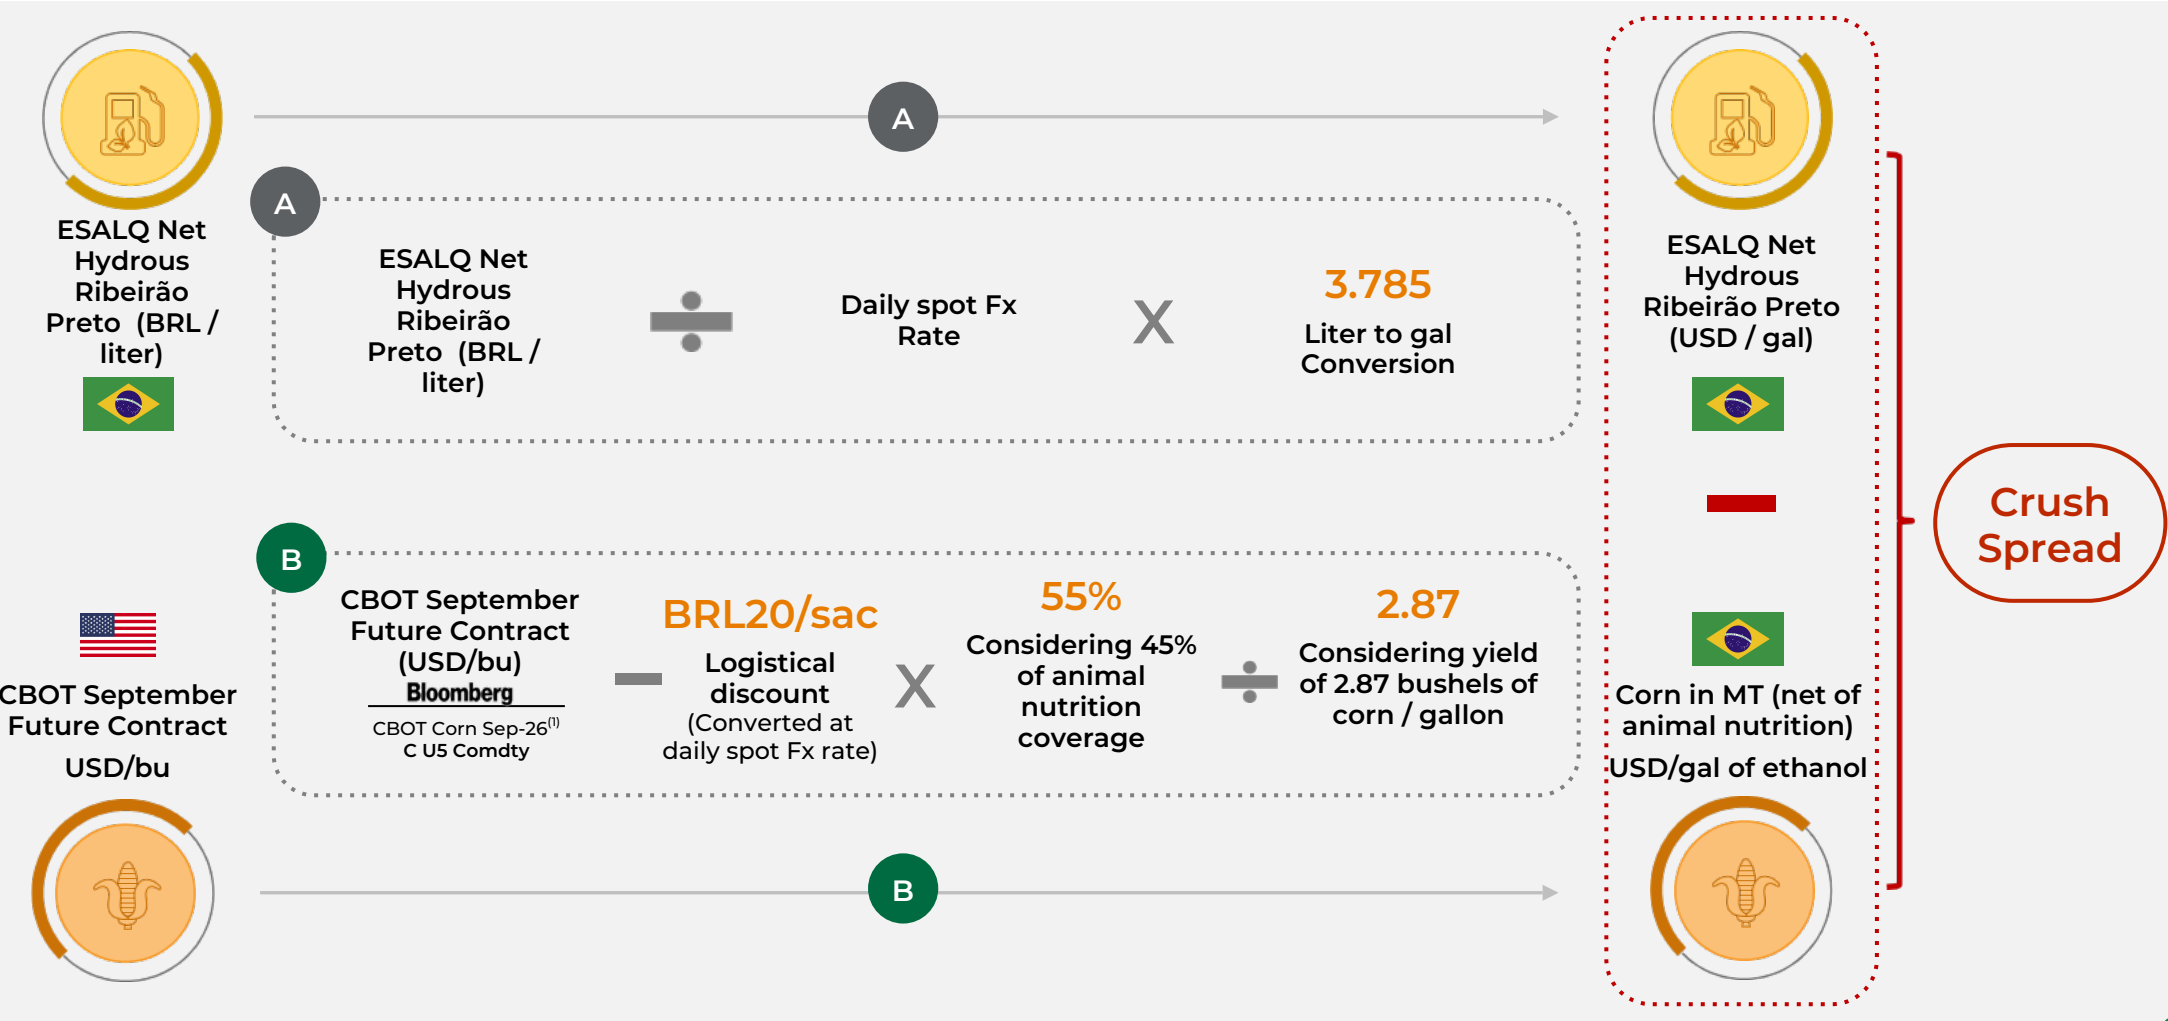 A
A
ESALQ Net
Hydrous
Ribeirão
Preto (BRL /
liter)
ESALQ Net
Hydrous
Ribeirão
Preto (BRL /
liter)
Daily spot Fx
Rate
X
3.785
Liter to gal
Conversion
ESALQ Net
Hydrous
Ribeirão Preto
(USD / gal)
Crush
Spread
B
CBOT September
Future Contract
USD/bu
CBOT September
Future Contract
(USD/bu)
Bloomberg
CBOT Corn Sep-26(1)
C U5 Comdty
BRL20/sac
Logistical
discount
(Converted at
daily spot Fx rate)
X
55%
Considering 45%
of animal
nutrition
coverage
2.87
Considering yield
of 2.87 bushels of
corn / gallon
Corn in MT (net of
animal nutrition)
USD/gal of ethanol
B